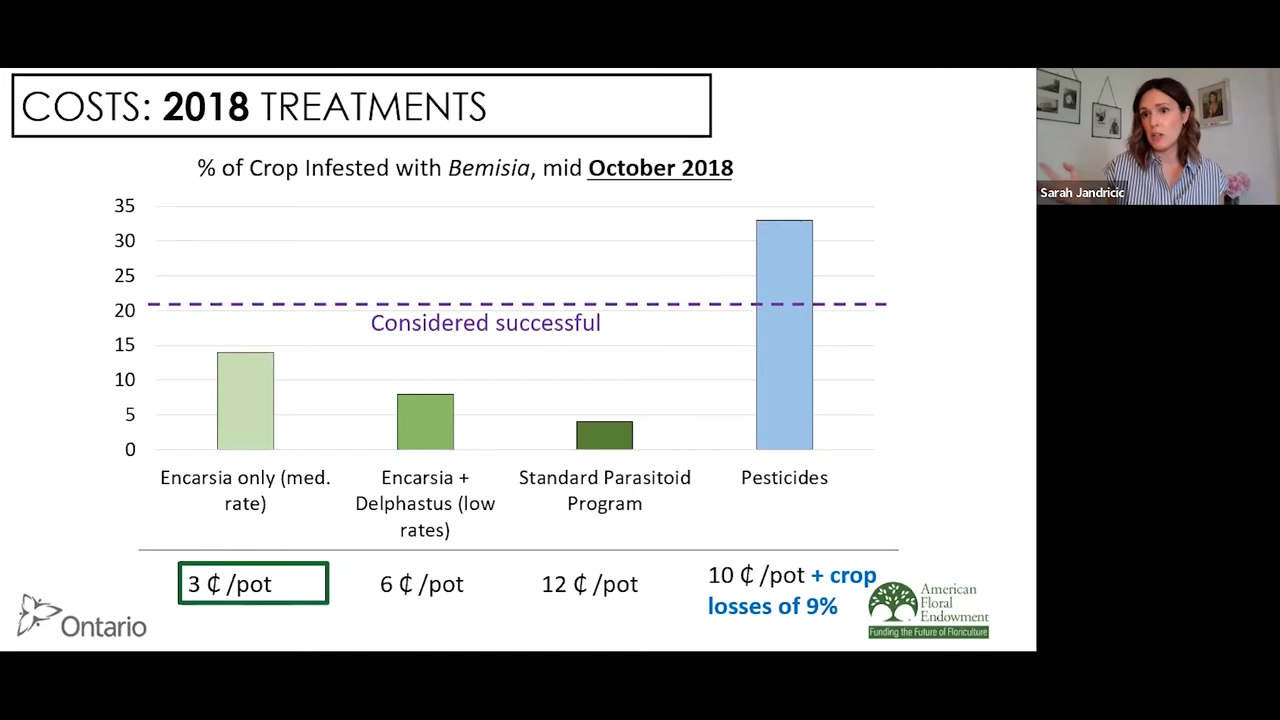 COSTS: 2018 TREATMENTS
% of Crop Infested with Bemisia, mid October 2018
35
30
25
20
15
10
5
0
Considered successful
Encarsia only (med.
rate)
Encarsia +
Delphastus (low
rates)
Standard Parasitoid
Program
Pesticides
3 ₵ /pot
6 ₵ /pot
12 ₵ /pot
10 ₵ /pot + crop
losses of 9%
Ontario
American
Floral
Endowment
Funding the Future of Floriculture
Sarah Jandricic